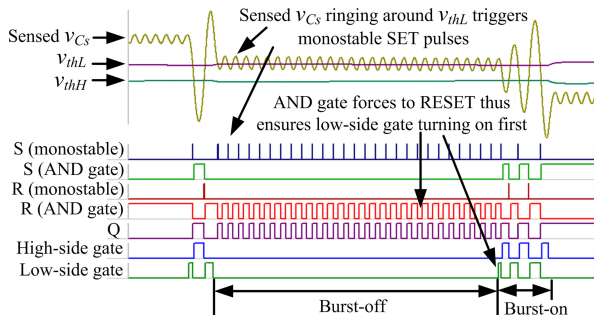 Sensed vCs
Sensed vCs ringing around vthL triggers
monostable SET pulses
vthL
vthH
AND gate forces to RESET thus
ensures low-side gate turning on first
S (monostable)
S (AND gate)
R (monostable)
R (AND gate)
Q
High-side gate
Low-side gate
Burst-off
Burst-on